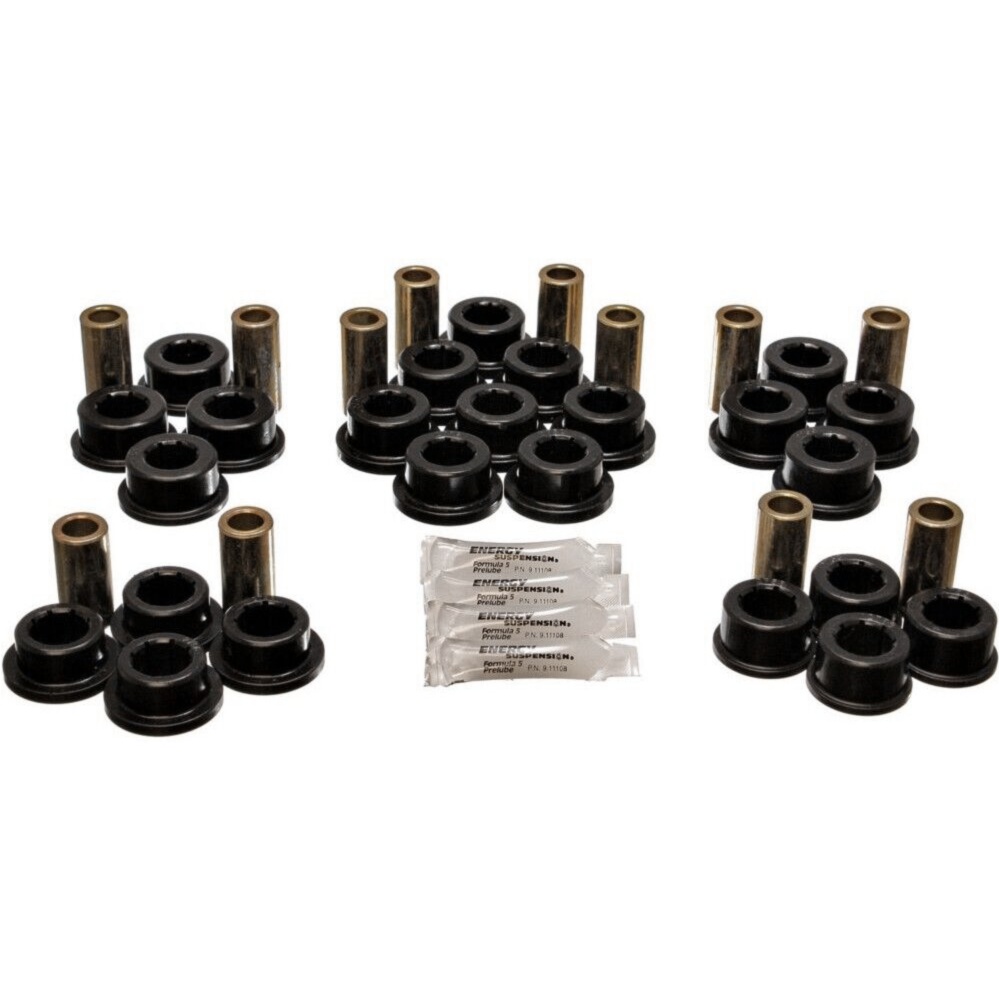 ENERGY
SUSPENSION®
Formula 5
Prelube P.N. 9.11108
ENERGY
SUSPENSION®
Formula 5
Prelube P.N. 9.11108
ENERGY
SUSPENSION®
Formula 5
Prelube P.N. 9.11108
ENERGY
SUSPENSION®
Formula 5
Prelube P.N. 9.11108